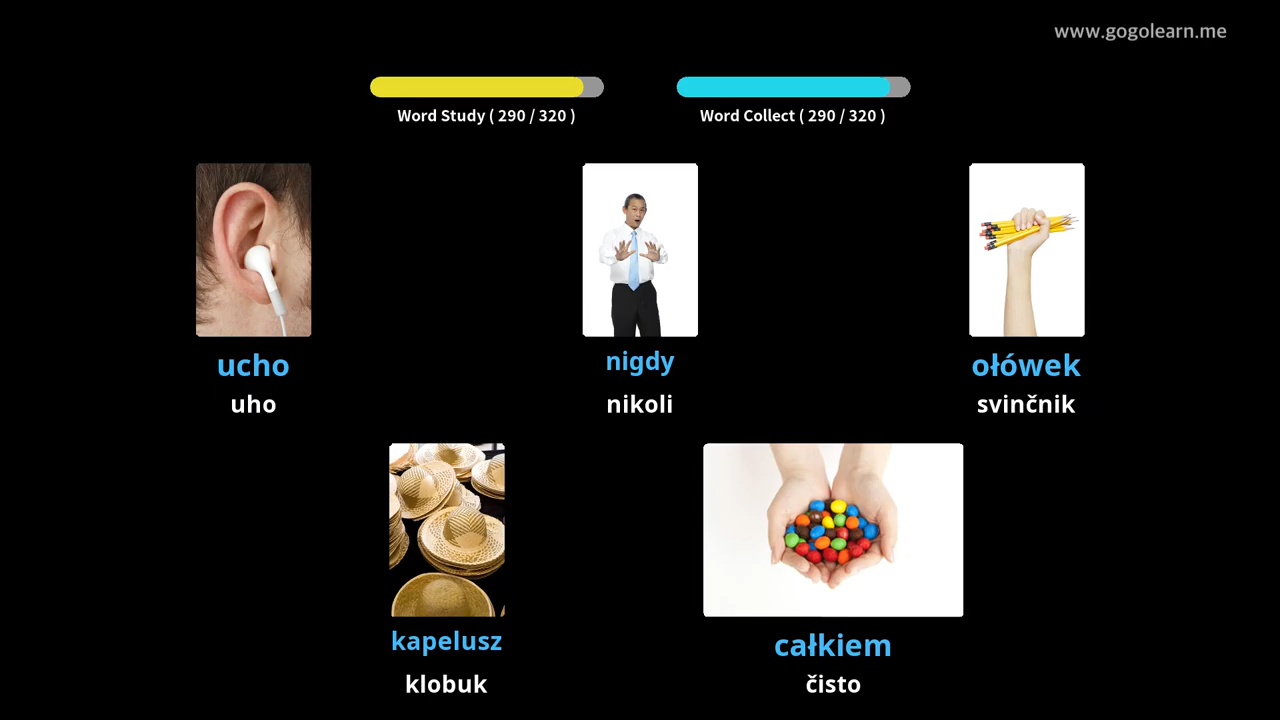 www.gogolearn.me
Word Study ( 290 / 320 )
Word Collect ( 290 / 320 )
ucho
uho
nigdy
nikoli
ołówek
svinčnik
kapelusz
klobuk
całkiem
čisto